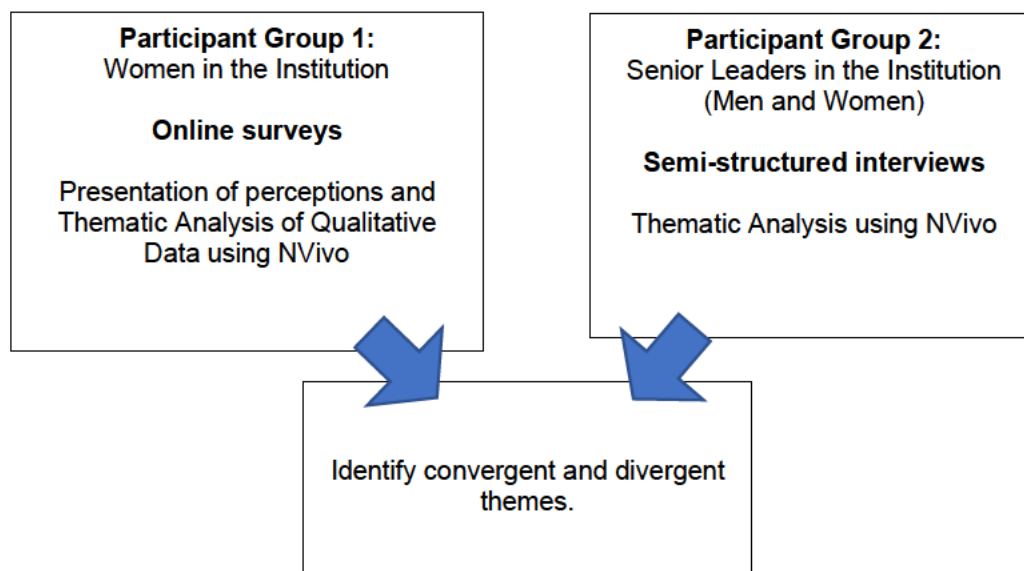 Participant Group 1:
Women in the Institution
Online surveys
Presentation of perceptions and
Thematic Analysis of Qualitative
Data using NVivo
Participant Group 2:
Senior Leaders in the Institution
(Men and Women)
Semi-structured interviews
Thematic Analysis using NVivo
Identify convergent and divergent
themes.